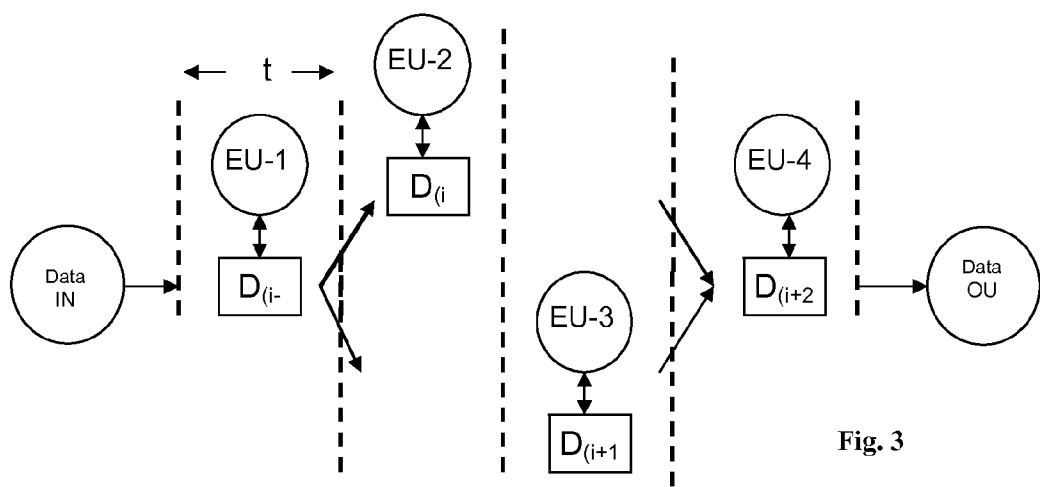 t
EU-1
D(i-
EU-2
D(i
EU-3
D(i+1
EU-4
D(i+2
Data
IN
Data
OU
Fig. 3